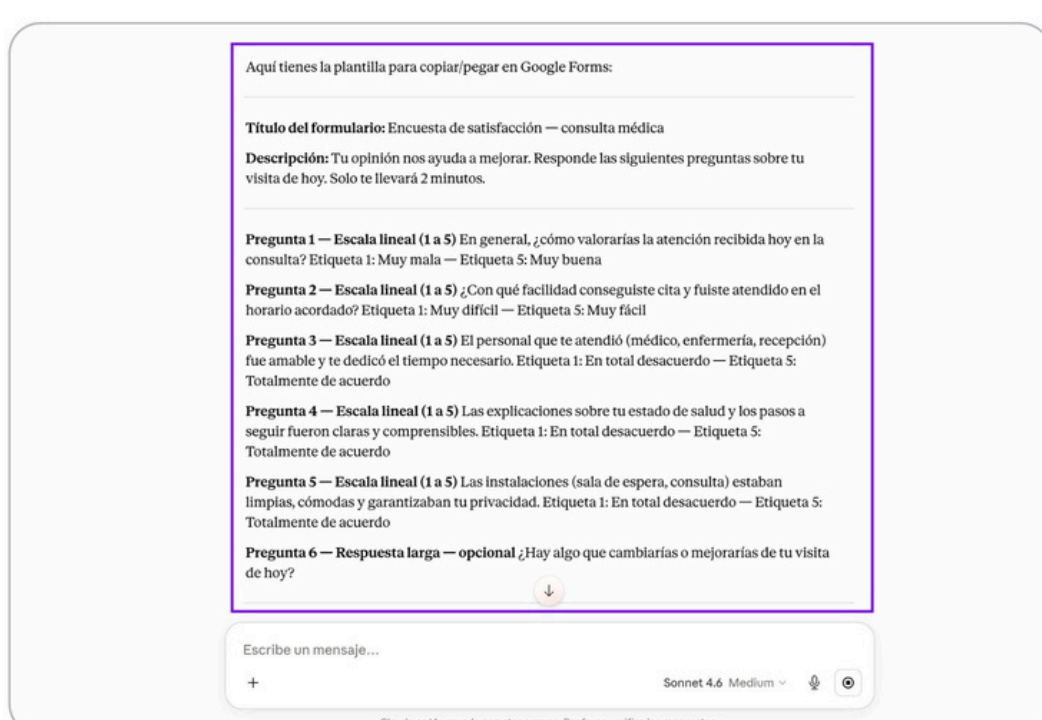 Aquí tienes la plantilla para copiar/pegar en Google Forms:
Título del formulario: Encuesta de satisfacción — consulta médica
Descripción: Tu opinión nos ayuda a mejorar. Responde las siguientes preguntas sobre tu
visita de hoy. Solo te llevará 2 minutos.
Pregunta 1 — Escala lineal (1 a 5) En general, ¿cómo valorarías la atención recibida hoy en la
consulta? Etiqueta 1: Muy mala — Etiqueta 5: Muy buena
Pregunta 2 — Escala lineal (1 a 5) ¿Con qué facilidad conseguiste cita y fuiste atendido en el
horario acordado? Etiqueta 1: Muy difícil — Etiqueta 5: Muy fácil
Pregunta 3 — Escala lineal (1 a 5) El personal que te atendió (médico, enfermería, recepción)
fue amable y te dedicó el tiempo necesario. Etiqueta 1: En total desacuerdo — Etiqueta 5:
Totalmente de acuerdo
Pregunta 4 — Escala lineal (1 a 5) Las explicaciones sobre tu estado de salud y los pasos a
seguir fueron claras y comprensibles. Etiqueta 1: En total desacuerdo — Etiqueta 5:
Totalmente de acuerdo
Pregunta 5 — Escala lineal (1 a 5) Las instalaciones (sala de espera, consulta) estaban
limpias, cómodas y garantizaban tu privacidad. Etiqueta 1: En total desacuerdo — Etiqueta 5:
Totalmente de acuerdo
Pregunta 6 — Respuesta larga — opcional ¿Hay algo que cambiarías o mejorarías de tu visita
de hoy?
Escribe un mensaje...
Sonnet 4.6 Medium